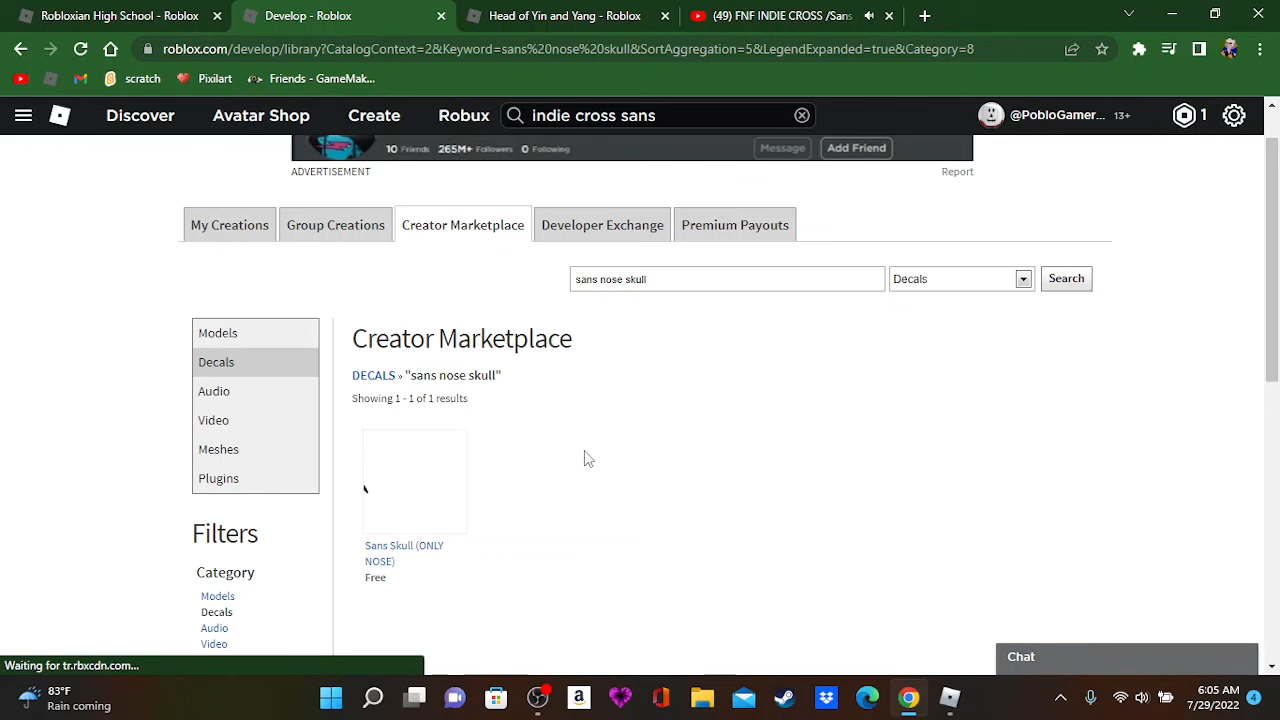 Robloxian High School - Roblox
Develop - Roblox
Head of Yin and Yang - Roblox
(49) FNF INDIE CROSS /Sans
roblox.com/develop/library?CatalogContext=2&Keyword=sans%20nose%20skull&SortAggregation=5&LegendExpanded=true&Category=8
scratch
Pixilart
Friends - GameMak...
Discover
Avatar Shop
Create
Robux
indie cross sans
@PobloGamer...
13+
1
10 Friends
265M+ Followers
0 Following
Message
Add Friend
ADVERTISEMENT
Report
My Creations
Group Creations
Creator Marketplace
Developer Exchange
Premium Payouts
sans nose skull
Decals
Search
Models
Decals
Audio
Video
Meshes
Plugins
Creator Marketplace
DECALS » "sans nose skull"
Showing 1 - 1 of 1 results
Sans Skull (ONLY
NOSE)
Free
Filters
Category
Models
Decals
Audio
Video
Waiting for tr.rbxcdn.com...
Chat
83°F
Rain coming
6:05 AM
7/29/2022
4